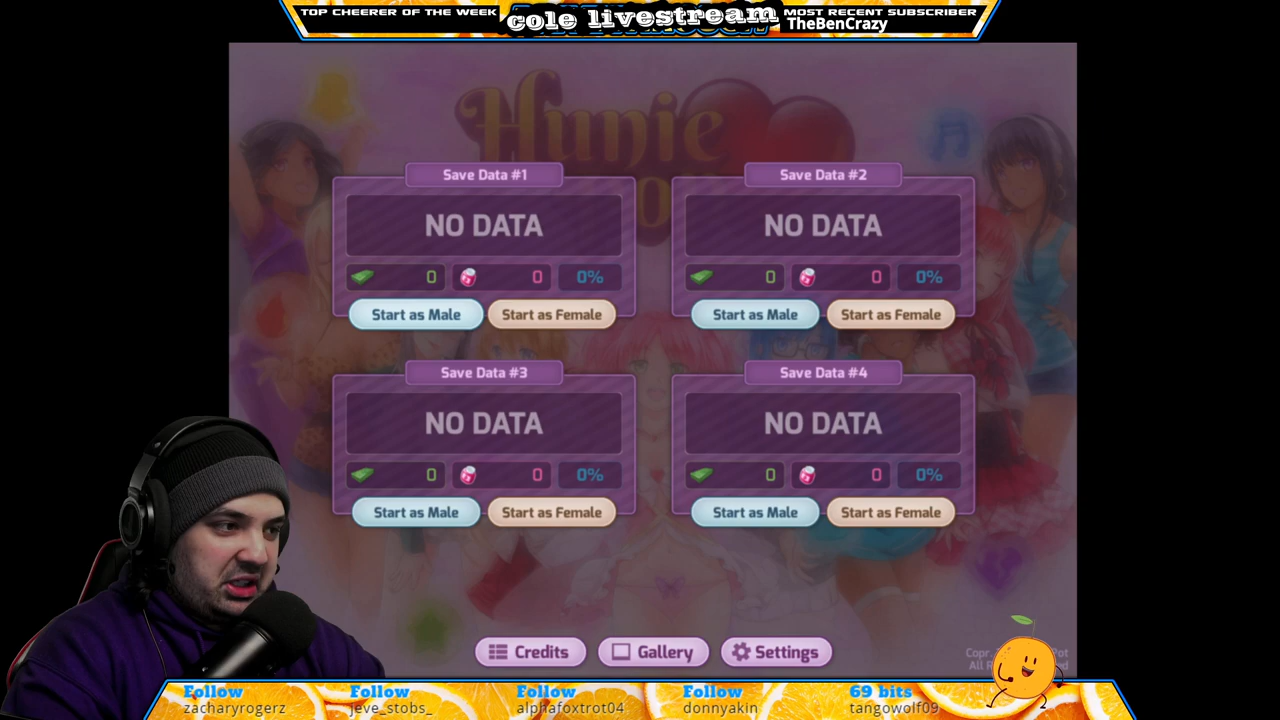 TOP CHEERER OF THE WEEK
cole livestream
MOST RECENT SUBSCRIBER
TheBenCrazy
Hunie
Save Data #1
NO DATA
0 0 0%
Start as Male Start as Female
Save Data #2
NO DATA
0 0 0%
Start as Male Start as Female
Save Data #3
NO DATA
0 0 0%
Start as Male Start as Female
Save Data #4
NO DATA
0 0 0%
Start as Male Start as Female
Credits Gallery Settings
Follow
zacharyrogerz
Follow
jeve_stobs_
Follow
alphafoxtrot04
Follow
donnyakin
69 bits
tangowolf09